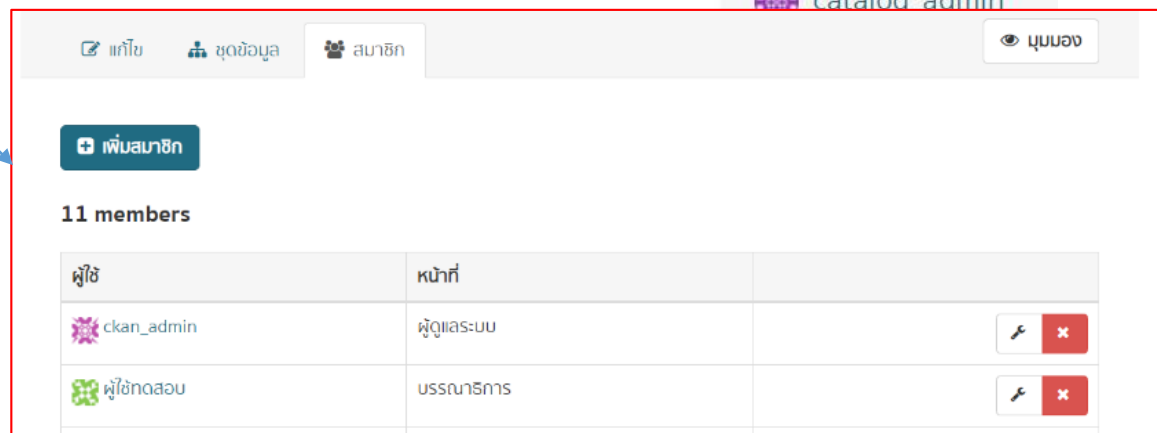 catalog_admin
แก้ไข ชุดข้อมูล สมาชิก มุมมอง
เพิ่มสมาชิก
11 members
ผู้ใช้ หน้าที่
ckan_admin ผู้ดูแลระบบ
ผู้ใช้ทดสอบ บรรณาธิการ